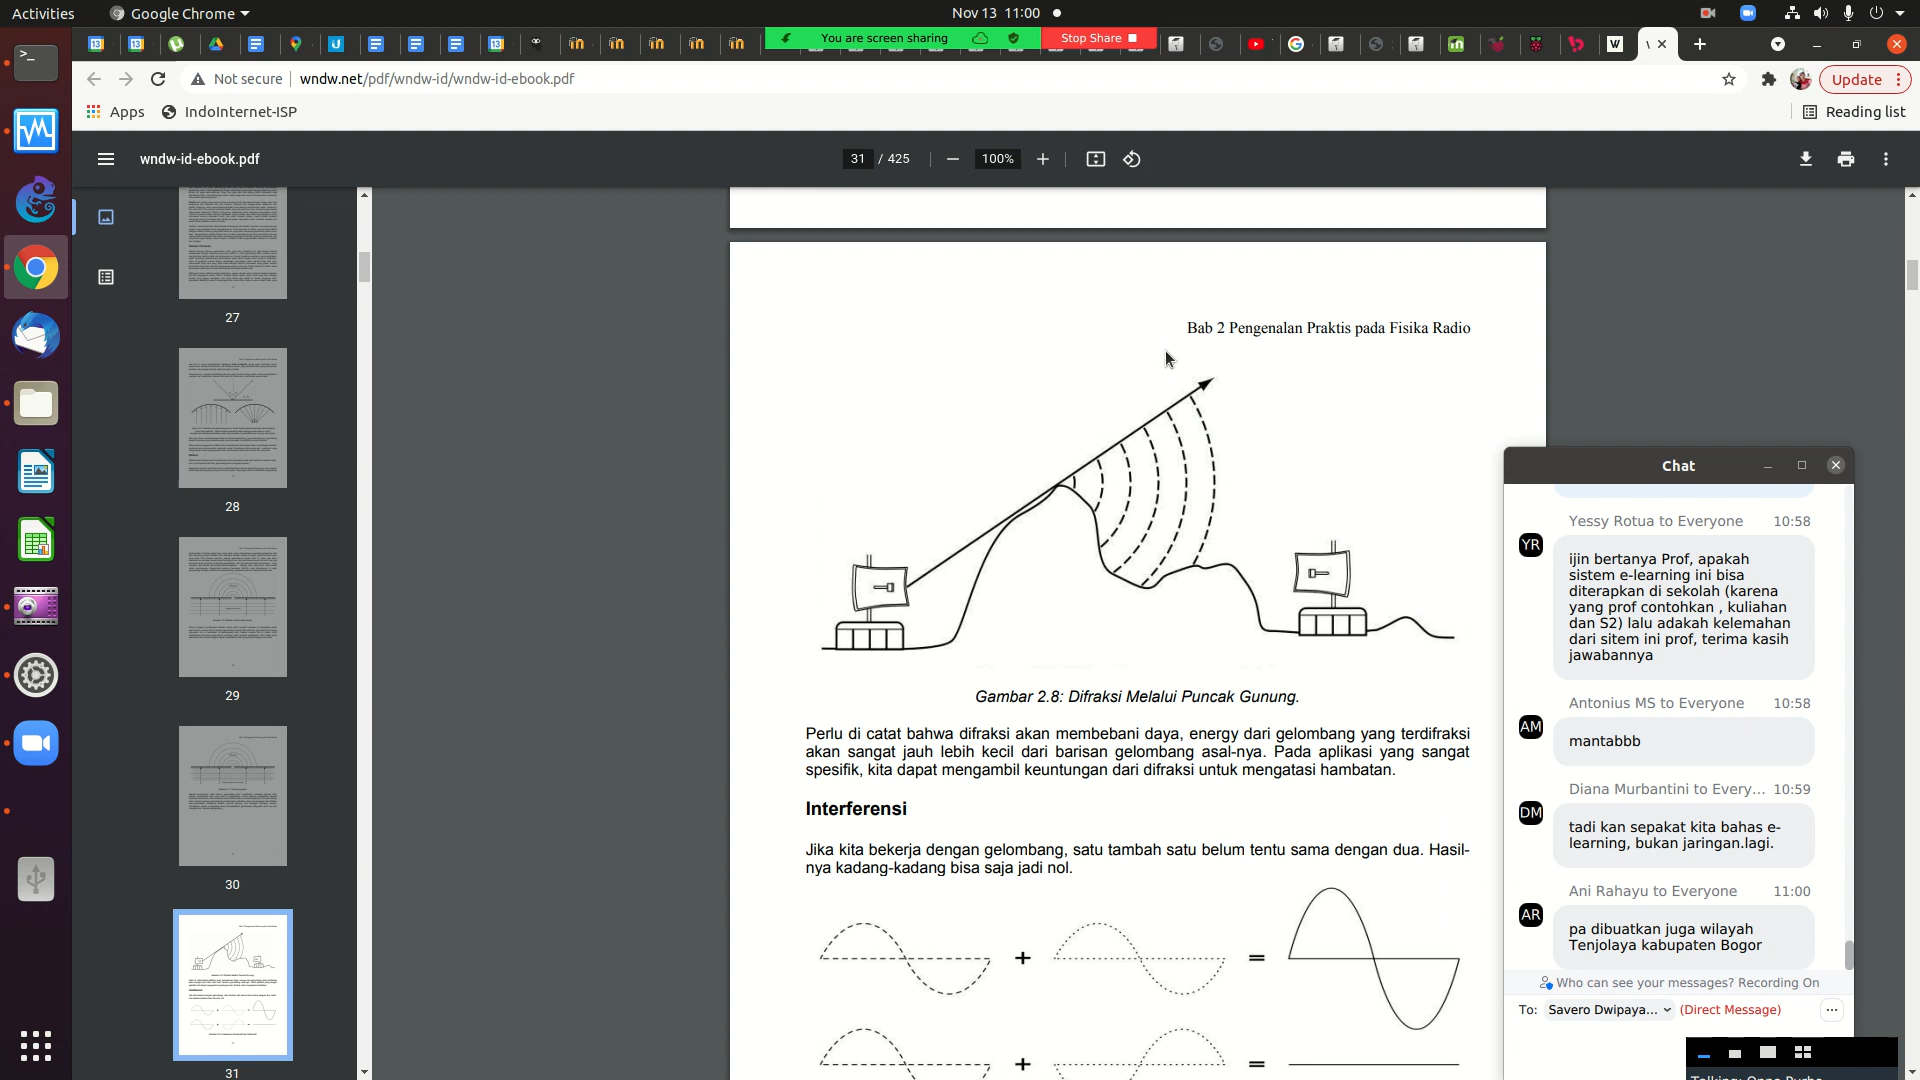 Activities
Google Chrome
Nov 13 11:00
You are screen sharing
Stop Share
Not secure
wndw.net/pdf/wndw-id/wndw-id-ebook.pdf
Update
Apps
IndoInternet-ISP
Reading list
wndw-id-ebook.pdf
31 / 425
100%
27
28
29
30
31
Bab 2 Pengenalan Praktis pada Fisika Radio
Gambar 2.8: Difraksi Melalui Puncak Gunung.
Perlu di catat bahwa difraksi akan membebani daya, energy dari gelombang yang terdifraksi
akan sangat jauh lebih kecil dari barisan gelombang asal-nya. Pada aplikasi yang sangat
spesifik, kita dapat mengambil keuntungan dari difraksi untuk mengatasi hambatan.
Interferensi
Jika kita bekerja dengan gelombang, satu tambah satu belum tentu sama dengan dua. Hasil-
nya kadang-kadang bisa saja jadi nol.
+ =
+ =
Chat
Yessy Rotua to Everyone 10:58
YR
ijin bertanya Prof, apakah
sistem e-learning ini bisa
diterapkan di sekolah (karena
yang prof contohkan , kuliahan
dan S2) lalu adakah kelemahan
dari sitem ini prof, terima kasih
jawabannya
Antonius MS to Everyone 10:58
AM
mantabbb
Diana Murbantini to Every... 10:59
DM
tadi kan sepakat kita bahas e-
learning, bukan jaringan.lagi.
Ani Rahayu to Everyone 11:00
AR
pa dibuatkan juga wilayah
Tenjolaya kabupaten Bogor
Who can see your messages? Recording On
To: Savero Dwipaya... (Direct Message)